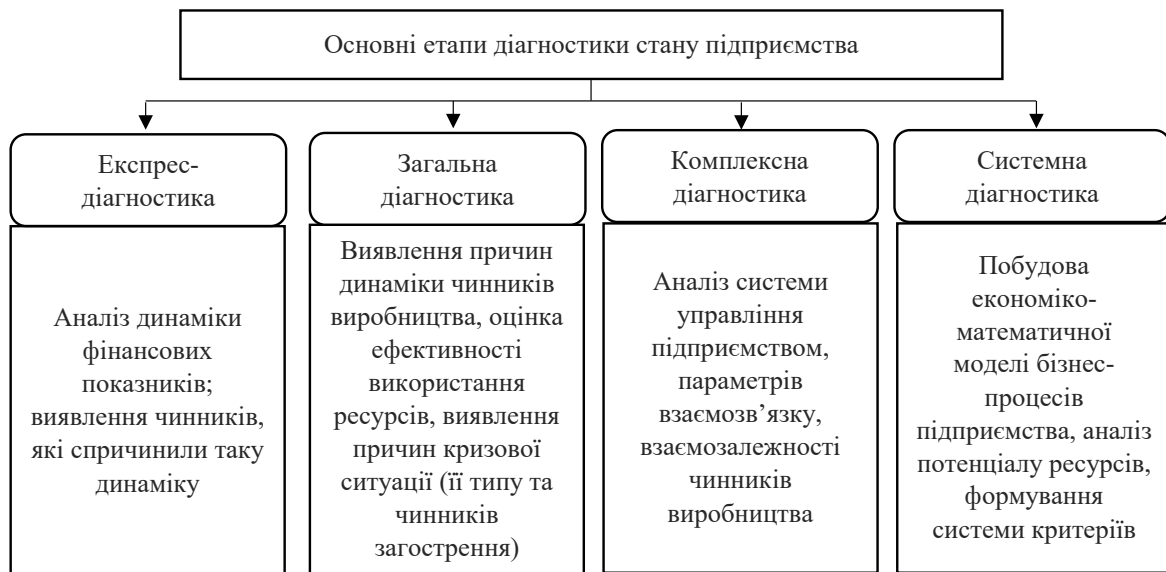 Основні етапи діагностики стану підприємства
Експрес-
діагностика
Аналіз динаміки
фінансових
показників;
виявлення чинників,
які спричинили таку
динаміку
Загальна
діагностика
Виявлення причин
динаміки чинників
виробництва, оцінка
ефективності
використання
ресурсів, виявлення
причин кризової
ситуації (її типу та
чинників
загострення)
Комплексна
діагностика
Аналіз системи
управління
підприємством,
параметрів
взаємозв’язку,
взаємозалежності
чинників
виробництва
Системна
діагностика
Побудова
економіко-
математичної
моделі бізнес-
процесів
підприємства, аналіз
потенціалу ресурсів,
формування
системи критеріїв